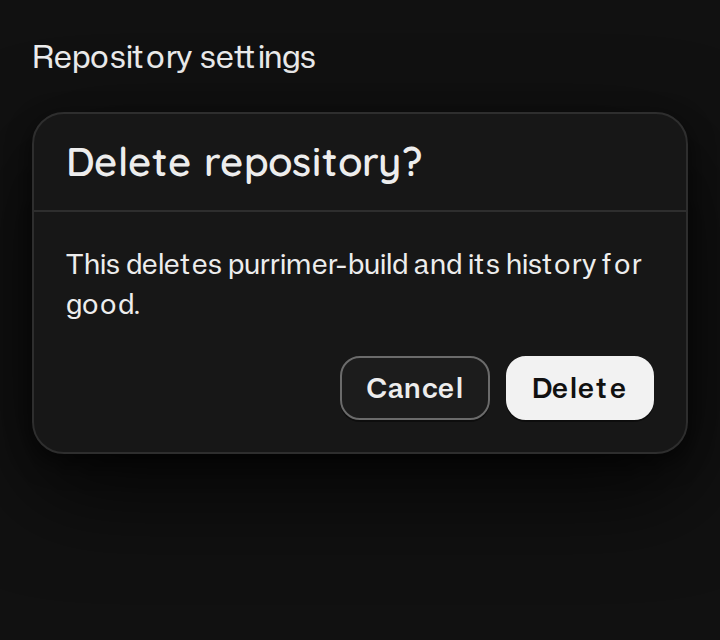 Repository settings
Delete repository?
This deletes purrimer-build and its history for
good.
Cancel
Delete